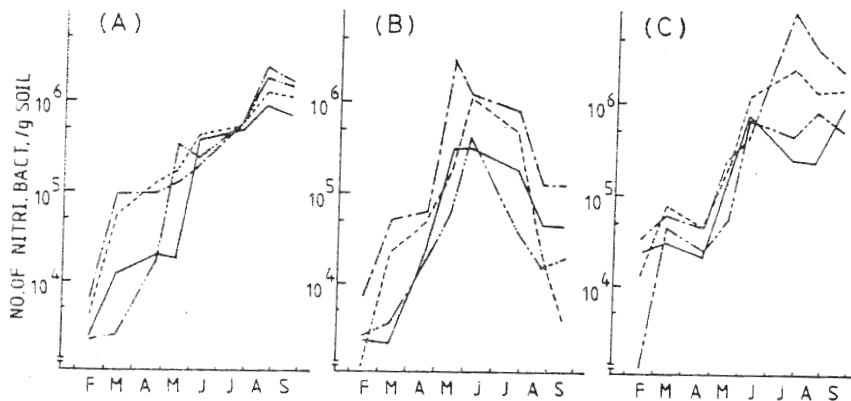 (A) (B) (C)
NO. OF NITRI. BACT./g SOIL
10⁶ 10⁶ 10⁶
10⁵ 10⁵ 10⁵
10⁴ 10⁴ 10⁴
F M A M J J A S F M A M J J A S F M A M J J A S